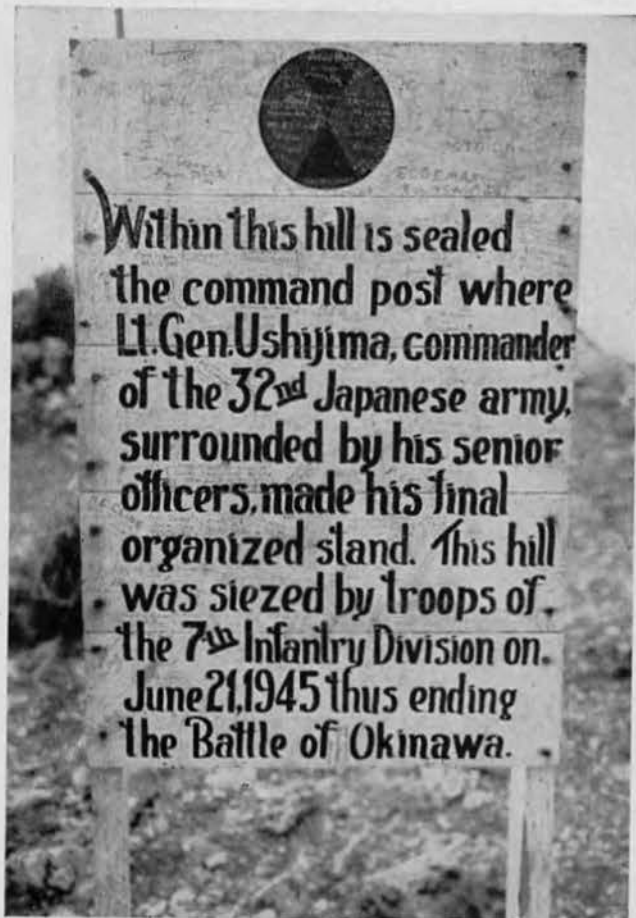 Within this hill is sealed
the command post where
Lt. Gen. Ushijima, commander
of the 32nd Japanese army,
surrounded by his senior
officers, made his final
organized stand. This hill
was siezed by troops of
the 7th Infantry Division on
June 21, 1945 thus ending
the Battle of Okinawa.